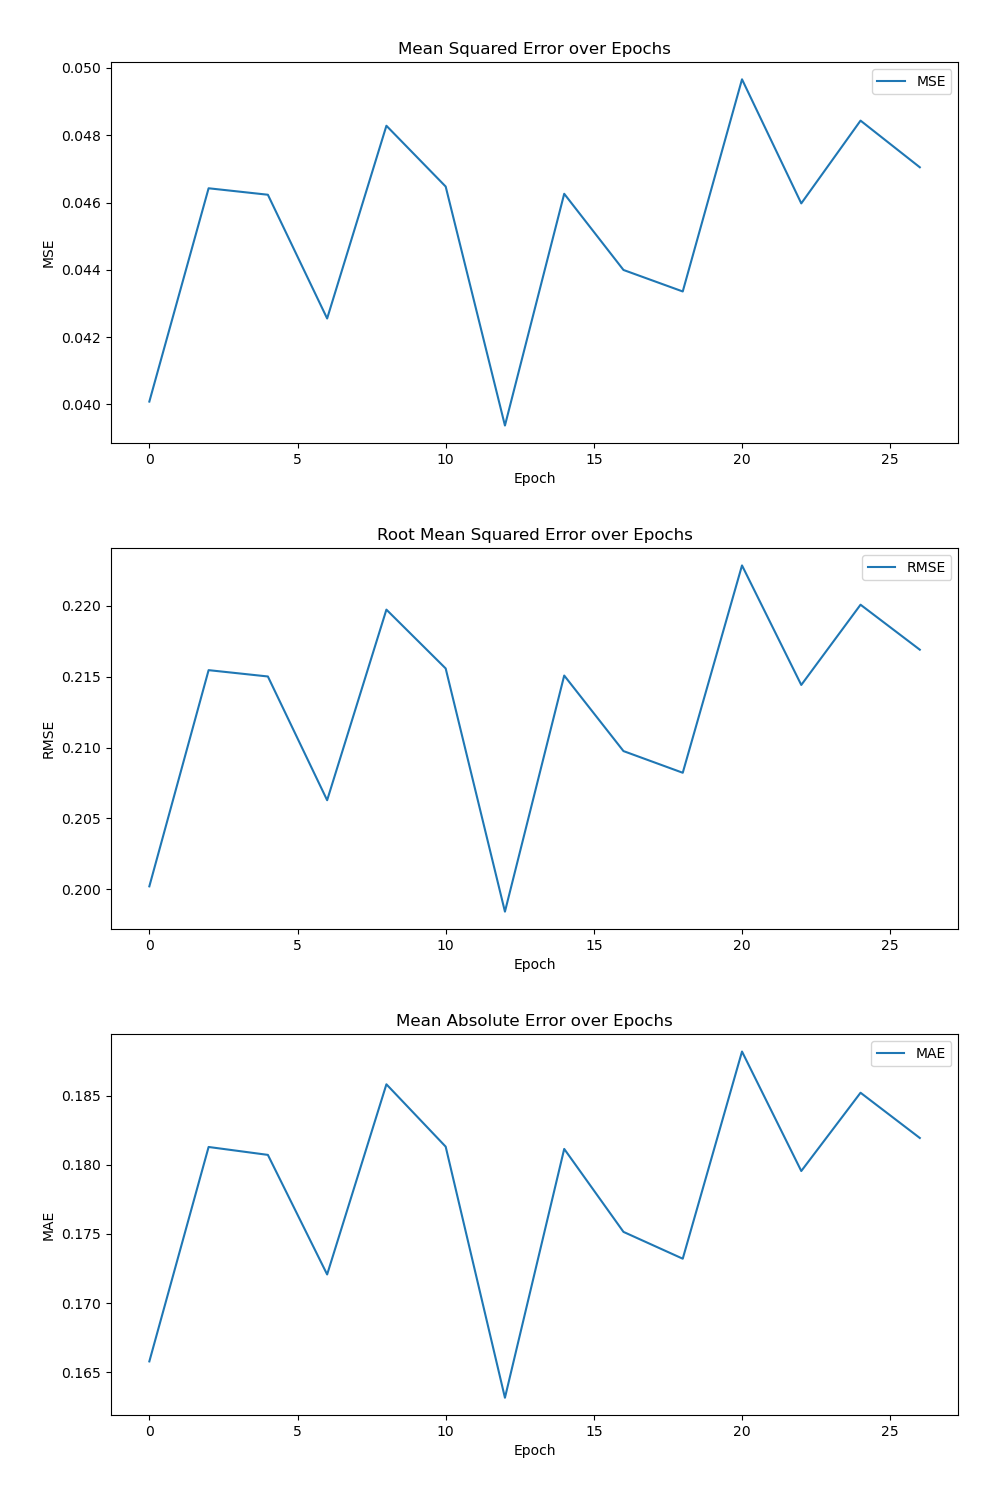 Mean Squared Error over Epochs
MSE
0.050
0.048
0.046
0.044
0.042
0.040
MSE
0 5 10 15 20 25
Epoch
Root Mean Squared Error over Epochs
RMSE
0.220
0.215
0.210
0.205
0.200
RMSE
0 5 10 15 20 25
Epoch
Mean Absolute Error over Epochs
MAE
0.185
0.180
0.175
0.170
0.165
MAE
0 5 10 15 20 25
Epoch